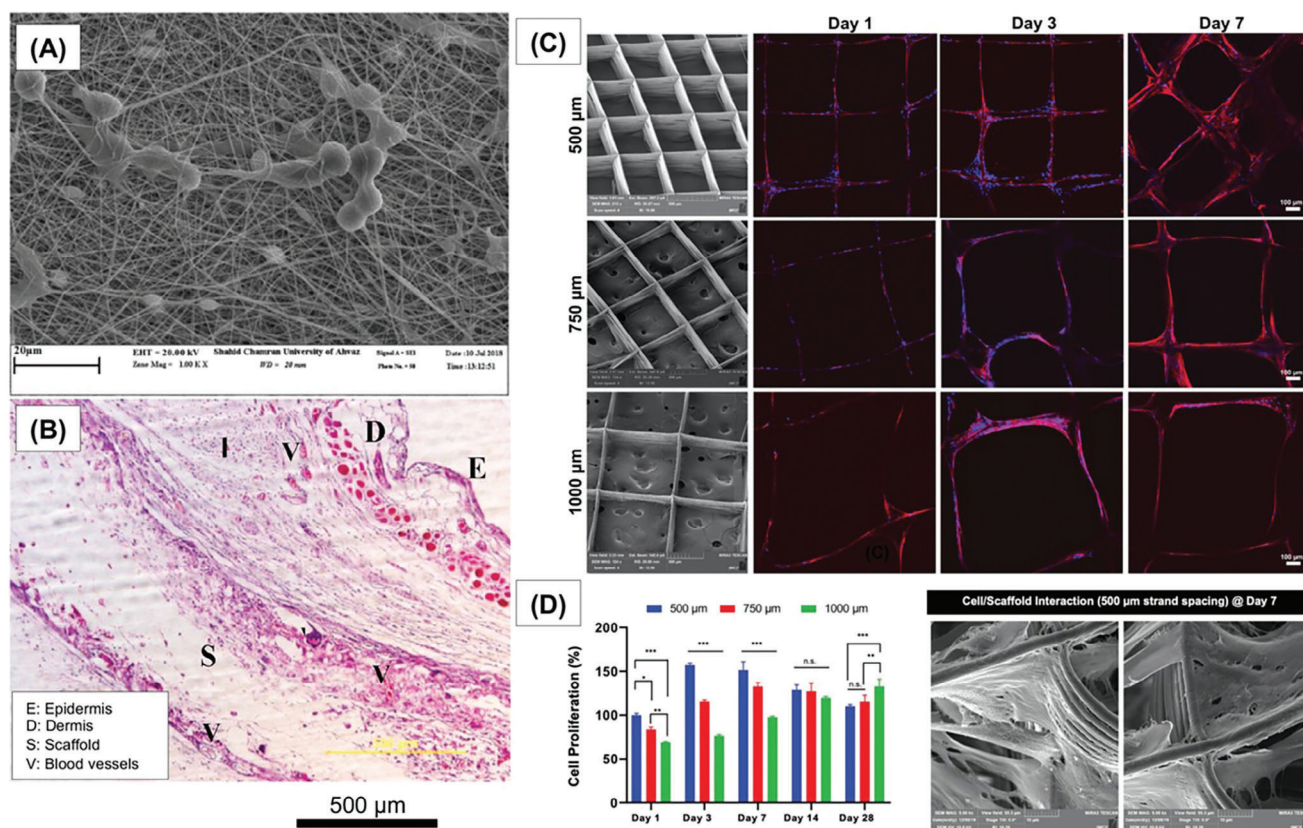 (A)
20µm
EHT = 20.00 kV
Shahid Chamran University of Ahvaz
Signal A = SE1
Date :10 Jul 2018
Zene Mag = 1.00 K X
WD = 20 mm
Photo No. = 50
Time :13:12:51
(B)
I
V
D
E
S
V
V
E: Epidermis
D: Dermis
S: Scaffold
V: Blood vessels
500 µm
(C)
Day 1
Day 3
Day 7
500 µm
100 µm
750 µm
100 µm
1000 µm
(C)
100 µm
(D)
500 µm
750 µm
1000 µm
Cell Proliferation (%)
200
150
100
50
0
***
*
**
***
***
n.s.
***
**
n.s.
Day 1
Day 3
Day 7
Day 14
Day 28
Cell/Scaffold Interaction (500 µm strand spacing) @ Day 7